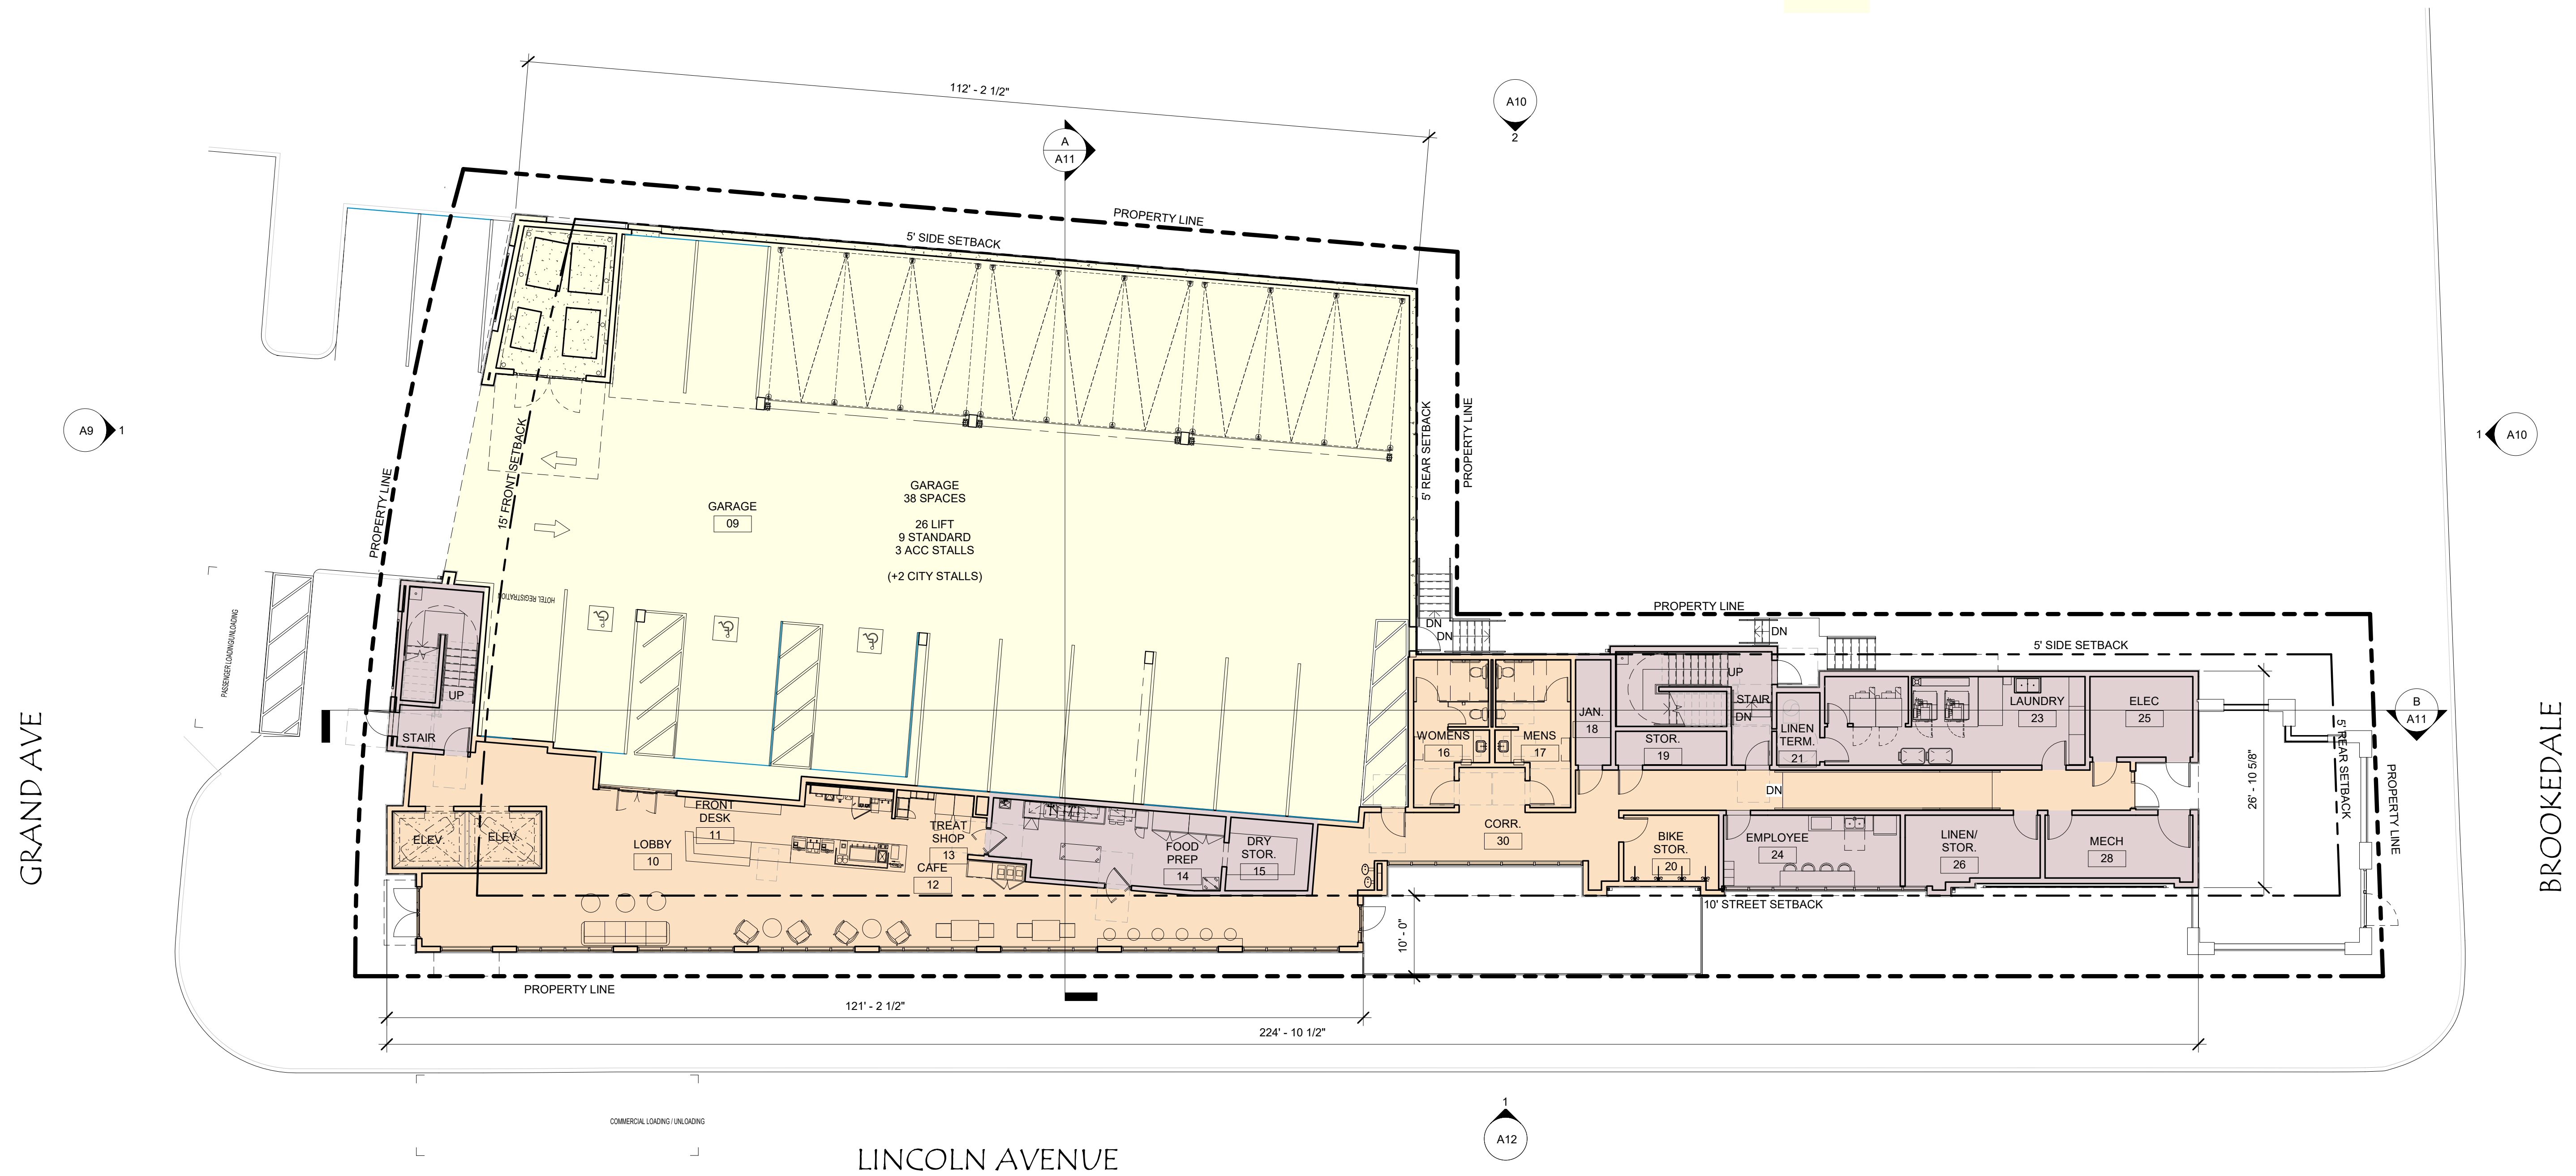 112' - 2 1/2"
A10
2
A
A11
PROPERTY LINE
5' SIDE SETBACK
A9
1
1
A10
PROPERTY LINE
15' FRONT SETBACK
5' REAR SETBACK
PROPERTY LINE
GARAGE
09
GARAGE
38 SPACES
26 LIFT
9 STANDARD
3 ACC STALLS
(+2 CITY STALLS)
HOTEL REGISTRATION
PASSENGER LOADING/UNLOADING
PROPERTY LINE
DN
DN
DN
5' SIDE SETBACK
UP
STAIR
UP
STAIR
DN
JAN.
18
WOMENS
16
MENS
17
STOR.
19
LINEN
TERM.
21
LAUNDRY
23
ELEC
25
B
A11
5' REAR SETBACK
PROPERTY LINE
26' - 10 5/8"
GRAND AVE
BROOKEDALE
DN
ELEV.
ELEV.
LOBBY
10
FRONT
DESK
11
TREAT
SHOP
13
CAFE
12
FOOD
PREP
14
DRY
STOR.
15
CORR.
30
BIKE
STOR.
20
EMPLOYEE
24
LINEN/
STOR.
26
MECH
28
10' STREET SETBACK
10' - 0"
PROPERTY LINE
121' - 2 1/2"
224' - 10 1/2"
COMMERCIAL LOADING / UNLOADING
1
A12
LINCOLN AVENUE